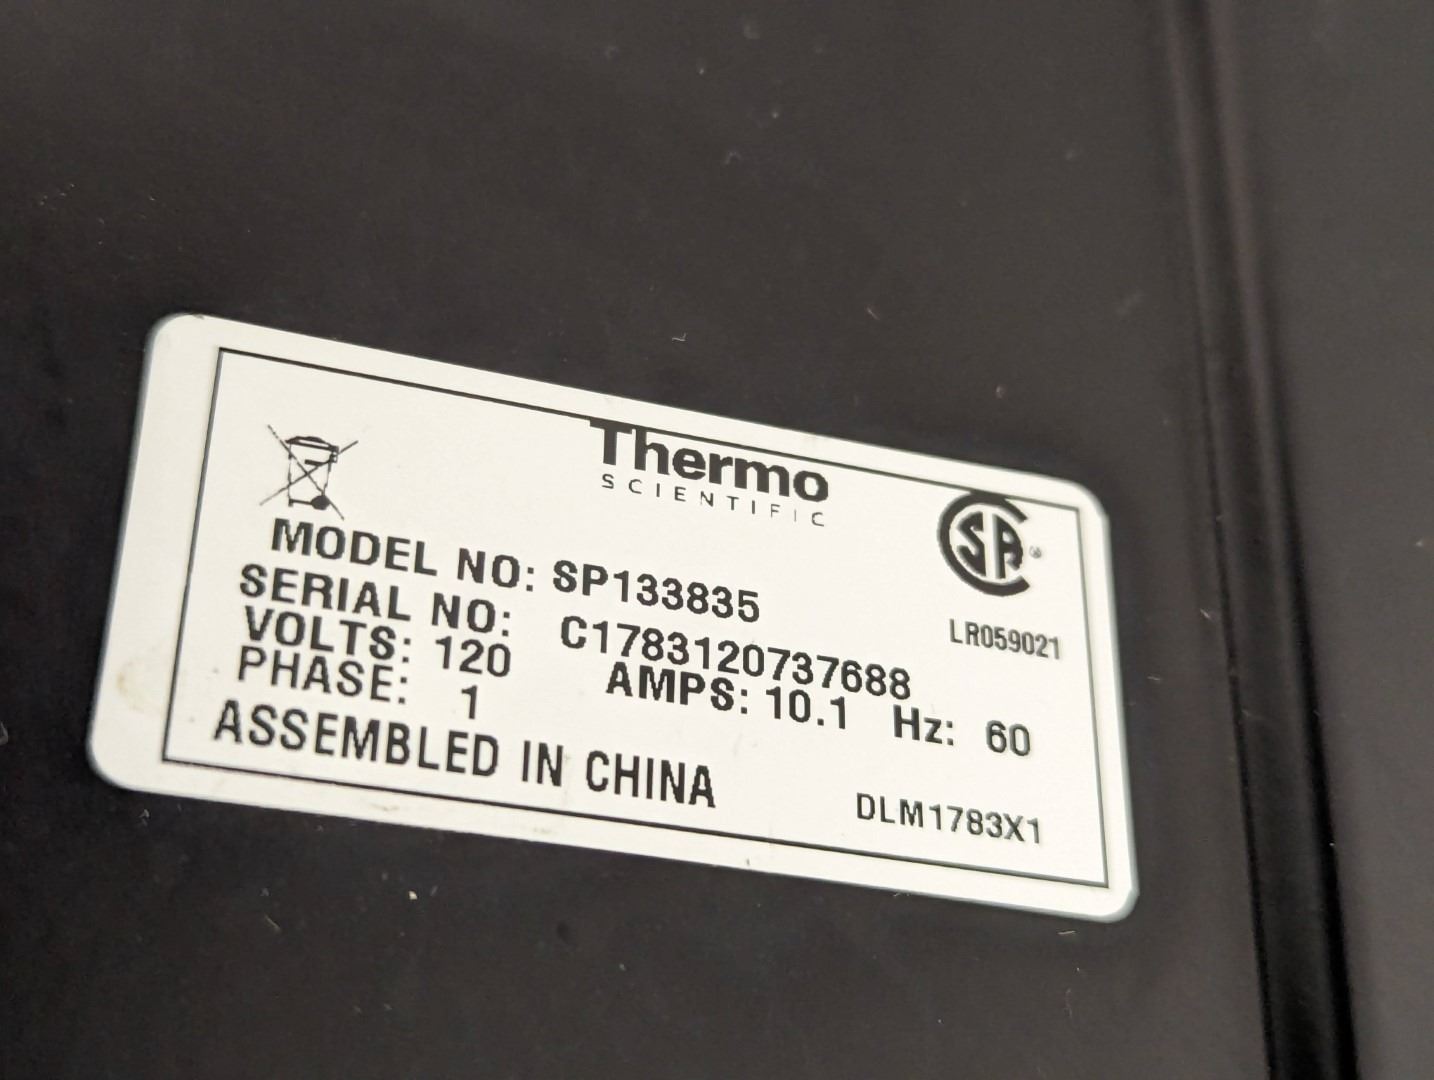 Thermo
SCIENTIFIC
SA
MODEL NO: SP133835
LR059021
SERIAL NO: C1783120737688
VOLTS: 120 AMPS: 10.1 Hz: 60
PHASE: 1
ASSEMBLED IN CHINA
DLM1783X1